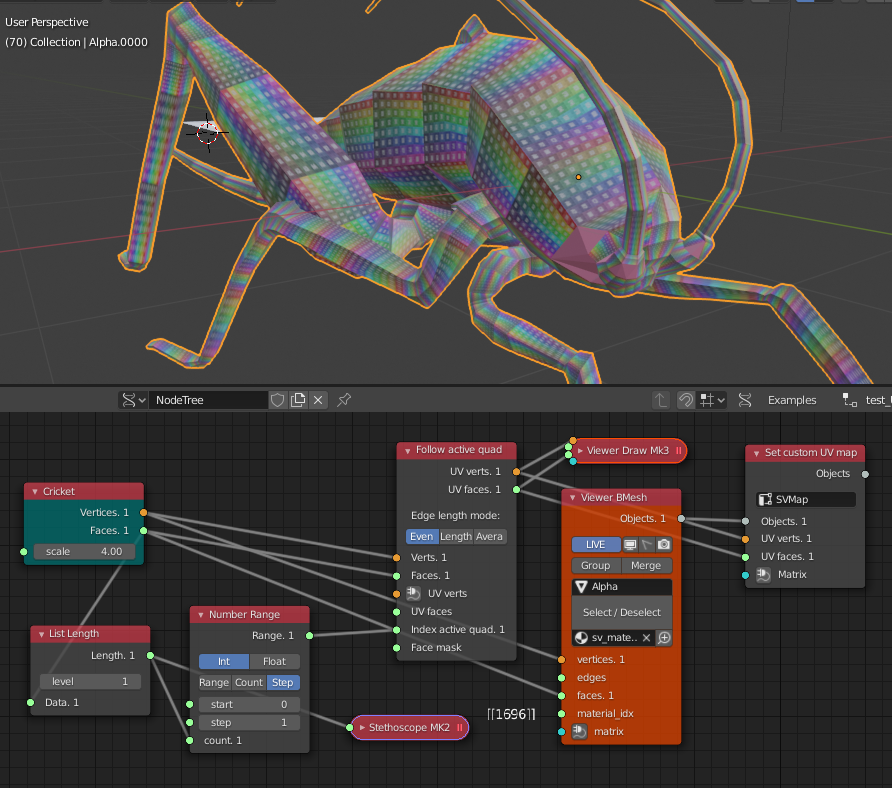 User Perspective
(70) Collection | Alpha.0000
NodeTree
Examples
Cricket
Vertices. 1
Faces. 1
scale 4.00
List Length
Length. 1
level 1
Data. 1
Number Range
Range. 1
Int Float
Range Count Step
start 0
step 1
count. 1
Follow active quad
UV verts. 1
UV faces. 1
Edge length mode:
Even Length Avera
Verts. 1
Faces. 1
UV verts
UV faces
Index active quad. 1
Face mask
Stethoscope MK2
[[1696]]
Viewer Draw Mk3
Viewer BMesh
Objects. 1
LIVE
Group Merge
Alpha
Select / Deselect
sv_mate..
vertices. 1
edges
faces. 1
material_idx
matrix
Set custom UV map
Objects
SVMap
Objects. 1
UV verts. 1
UV faces. 1
Matrix